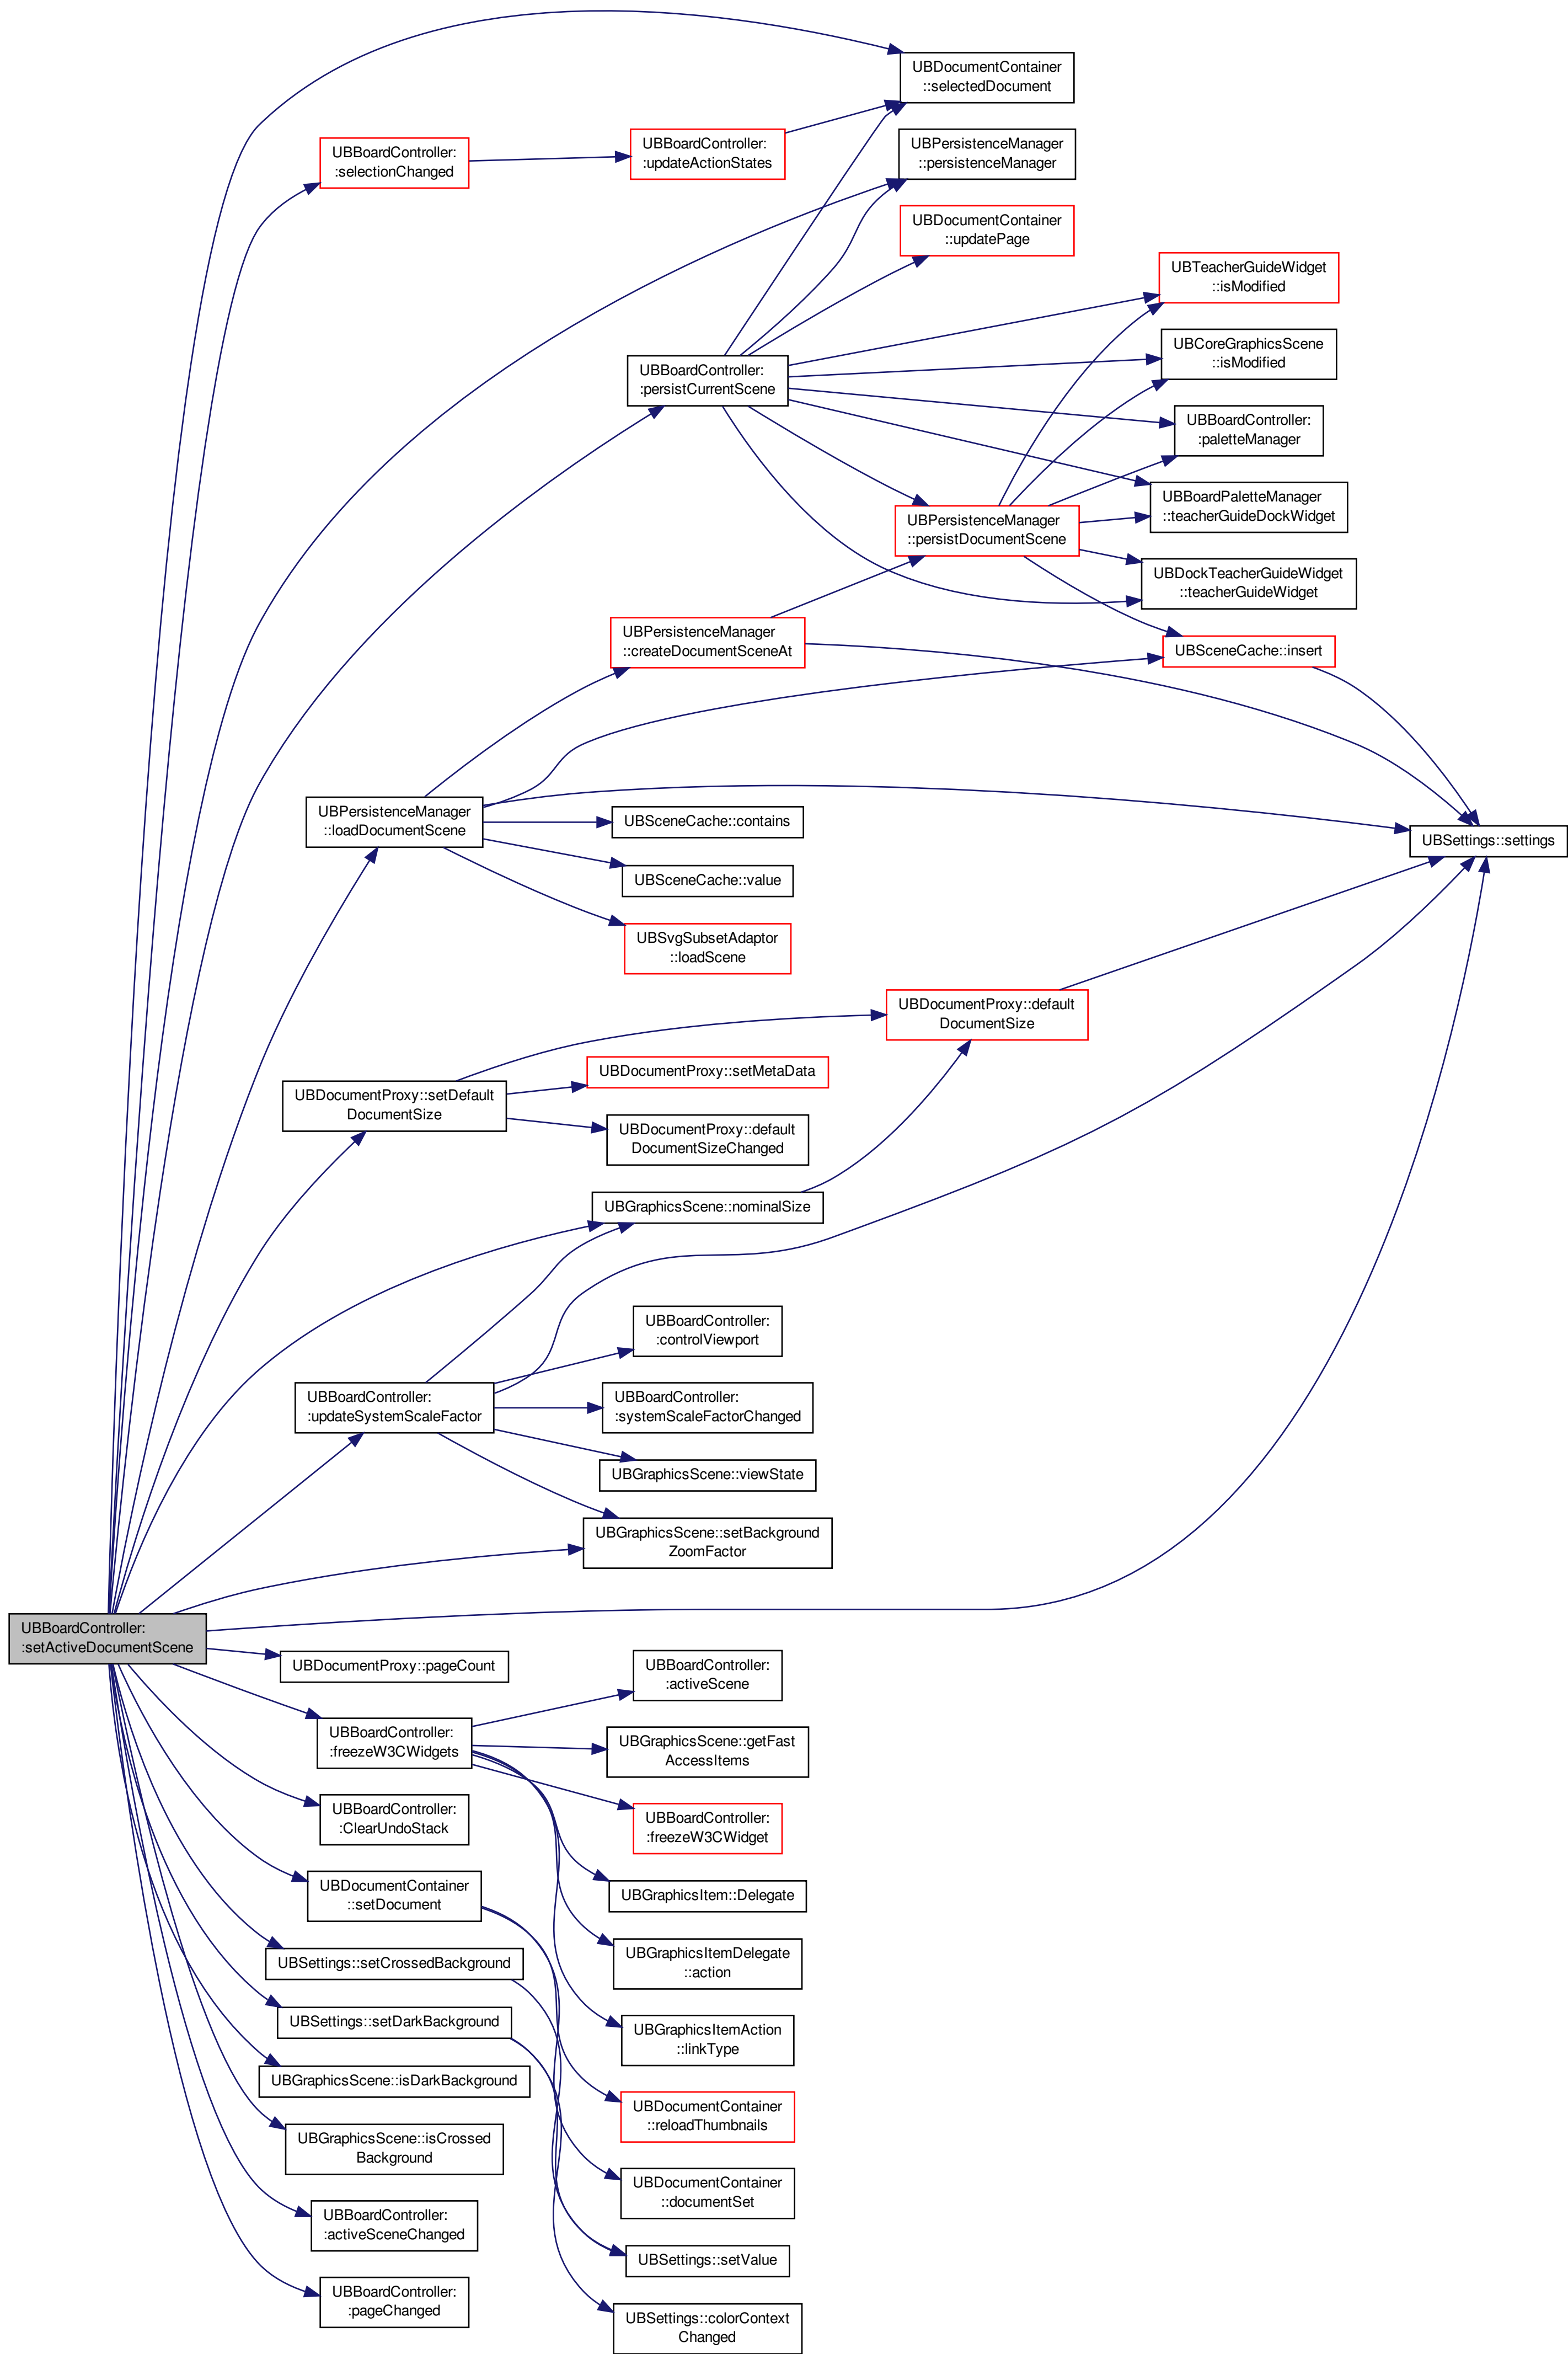 UBDocumentContainer
::selectedDocument
UBBoardController:
:selectionChanged
UBBoardController:
:updateActionStates
UBPersistenceManager
::persistenceManager
UBDocumentContainer
::updatePage
UBTeacherGuideWidget
::isModified
UBCoreGraphicsScene
::isModified
UBBoardController:
:persistCurrentScene
UBBoardController:
:paletteManager
UBBoardPaletteManager
::teacherGuideDockWidget
UBPersistenceManager
::persistDocumentScene
UBDockTeacherGuideWidget
::teacherGuideWidget
UBPersistenceManager
::createDocumentSceneAt
UBSceneCache::insert
UBPersistenceManager
::loadDocumentScene
UBSceneCache::contains
UBSettings::settings
UBSceneCache::value
UBSvgSubsetAdaptor
::loadScene
UBDocumentProxy::default
DocumentSize
UBDocumentProxy::setMetaData
UBDocumentProxy::setDefault
DocumentSize
UBDocumentProxy::default
DocumentSizeChanged
UBGraphicsScene::nominalSize
UBBoardController:
:controlViewport
UBBoardController:
:updateSystemScaleFactor
UBBoardController:
:systemScaleFactorChanged
UBGraphicsScene::viewState
UBGraphicsScene::setBackground
ZoomFactor
UBBoardController:
:setActiveDocumentScene
UBDocumentProxy::pageCount
UBBoardController:
:activeScene
UBBoardController:
:freezeW3CWidgets
UBGraphicsScene::getFast
AccessItems
UBBoardController:
:ClearUndoStack
UBBoardController:
:freezeW3CWidget
UBDocumentContainer
::setDocument
UBGraphicsItem::Delegate
UBSettings::setCrossedBackground
UBGraphicsItemDelegate
::action
UBSettings::setDarkBackground
UBGraphicsItemAction
::linkType
UBGraphicsScene::isDarkBackground
UBDocumentContainer
::reloadThumbnails
UBGraphicsScene::isCrossed
Background
UBDocumentContainer
::documentSet
UBBoardController:
:activeSceneChanged
UBSettings::setValue
UBBoardController:
:pageChanged
UBSettings::colorContext
Changed